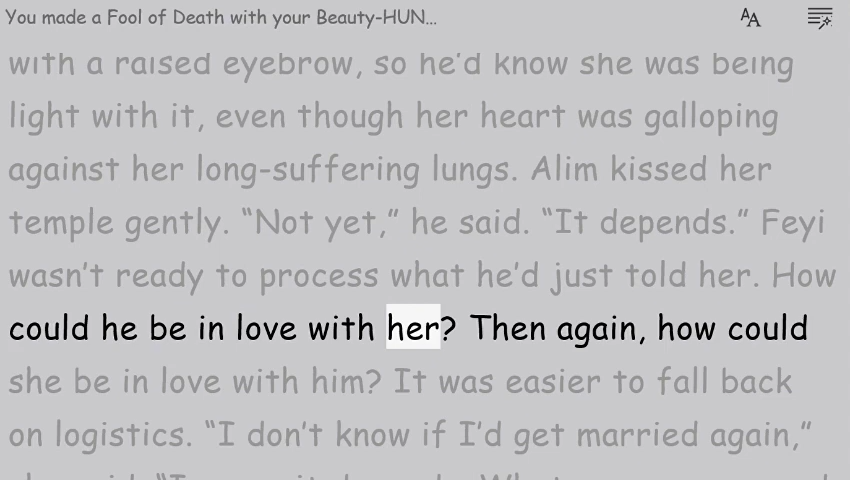 You made a Fool of Death with your Beauty-HUN...
AA
with a raised eyebrow, so he'd know she was being
light with it, even though her heart was galloping
against her long-suffering lungs. Alim kissed her
temple gently. “Not yet,” he said. “It depends.” Feyi
wasn't ready to process what he'd just told her. How
could he be in love with her? Then again, how could
she be in love with him? It was easier to fall back
on logistics. “I don't know if I'd get married again,”